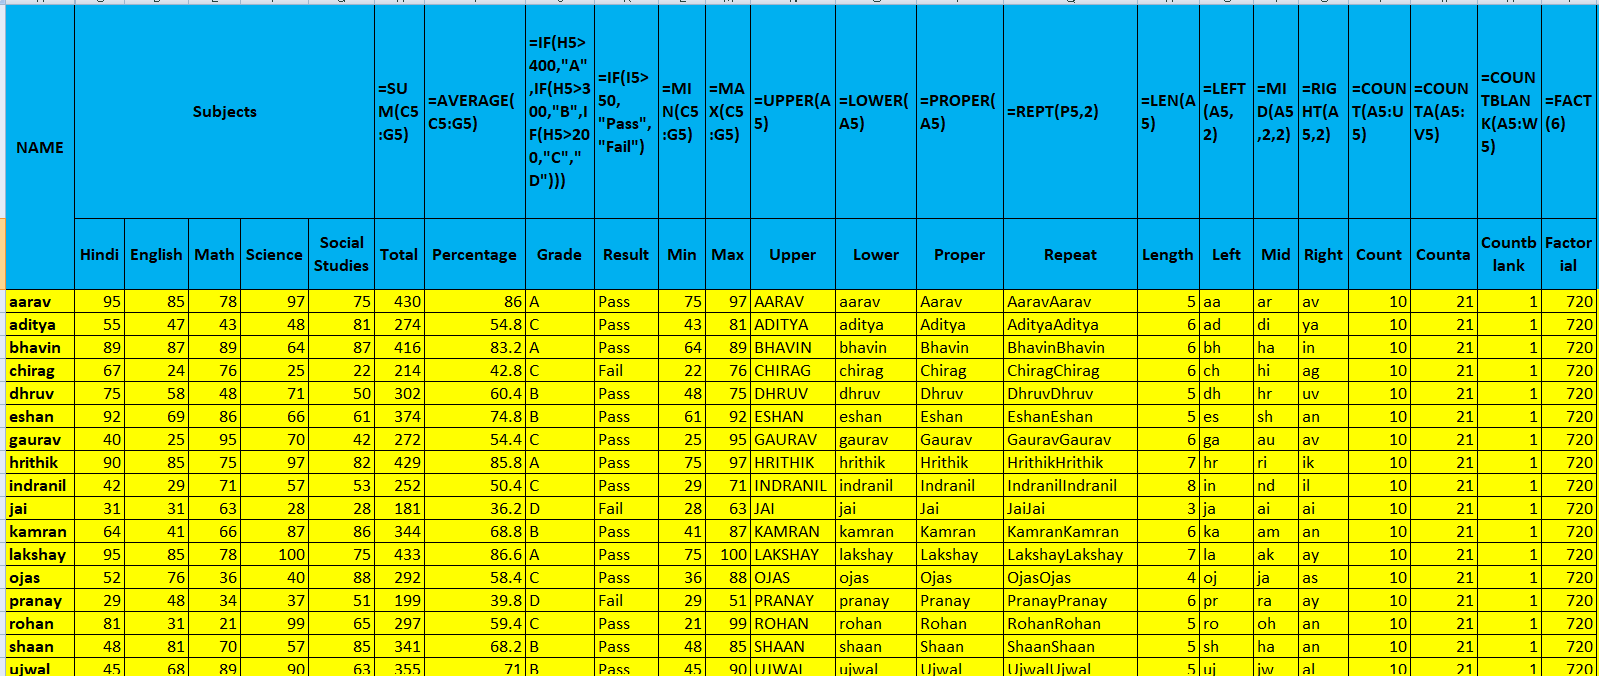 NAME
Subjects
=SU
M(C5
:G5)
=AVERAGE(
C5:G5)
=IF(H5>
400,"A"
,IF(H5>3
00,"B",I
F(H5>20
0,"C","
D")))
=IF(I5>
50,
"Pass",
"Fail")
=MI
N(C5
:G5)
=MA
X(C5
:G5)
=UPPER(A
5)
=LOWER(
A5)
=PROPER(
A5)
=REPT(P5,2)
=LEN(A
5)
=LEFT
(A5,
2)
=MI
D(A5
,2,2)
=RIG
HT(A
5,2)
=COUN
T(A5:U
5)
=COUN
TA(A5:
V5)
=COUN
TBLAN
K(A5:W
5)
=FACT
(6)
Hindi English Math Science
Social
Studies
Total Percentage Grade Result Min Max Upper Lower Proper Repeat Length Left Mid Right Count Counta
Countb
lank
Factor
ial
aarav 95 85 78 97 75 430 86 A Pass 75 97 AARAV aarav Aarav AaravAarav 5 aa ar av 10 21 1 720
aditya 55 47 43 48 81 274 54.8 C Pass 43 81 ADITYA aditya Aditya AdityaAditya 6 ad di ya 10 21 1 720
bhavin 89 87 89 64 87 416 83.2 A Pass 64 89 BHAVIN bhavin Bhavin BhavinBhavin 6 bh ha in 10 21 1 720
chirag 67 24 76 25 22 214 42.8 C Fail 22 76 CHIRAG chirag Chirag ChiragChirag 6 ch hi ag 10 21 1 720
dhruv 75 58 48 71 50 302 60.4 B Pass 48 75 DHRUV dhruv Dhruv DhruvDhruv 5 dh hr uv 10 21 1 720
eshan 92 69 86 66 61 374 74.8 B Pass 61 92 ESHAN eshan Eshan EshanEshan 5 es sh an 10 21 1 720
gaurav 40 25 95 70 42 272 54.4 C Pass 25 95 GAURAV gaurav Gaurav GauravGaurav 6 ga au av 10 21 1 720
hrithik 90 85 75 97 82 429 85.8 A Pass 75 97 HRITHIK hrithik Hrithik HrithikHrithik 7 hr ri ik 10 21 1 720
indranil 42 29 71 57 53 252 50.4 C Pass 29 71 INDRANIL indranil Indranil IndranilIndranil 8 in nd il 10 21 1 720
jai 31 31 63 28 28 181 36.2 D Fail 28 63 JAI jai Jai JaiJai 3 ja ai ai 10 21 1 720
kamran 64 41 66 87 86 344 68.8 B Pass 41 87 KAMRAN kamran Kamran KamranKamran 6 ka am an 10 21 1 720
lakshay 95 85 78 100 75 433 86.6 A Pass 75 100 LAKSHAY lakshay Lakshay LakshayLakshay 7 la ak ay 10 21 1 720
ojas 52 76 36 40 88 292 58.4 C Pass 36 88 OJAS ojas Ojas OjasOjas 4 oj ja as 10 21 1 720
pranay 29 48 34 37 51 199 39.8 D Fail 29 51 PRANAY pranay Pranay PranayPranay 6 pr ra ay 10 21 1 720
rohan 81 31 21 99 65 297 59.4 C Pass 21 99 ROHAN rohan Rohan RohanRohan 5 ro oh an 10 21 1 720
shaan 48 81 70 57 85 341 68.2 B Pass 48 85 SHAAN shaan Shaan ShaanShaan 5 sh ha an 10 21 1 720
ujwal 45 68 89 90 63 355 71 B Pass 45 90 UJWAL ujwal Ujwal UjwalUjwal 5 uj jw al 10 21 1 720